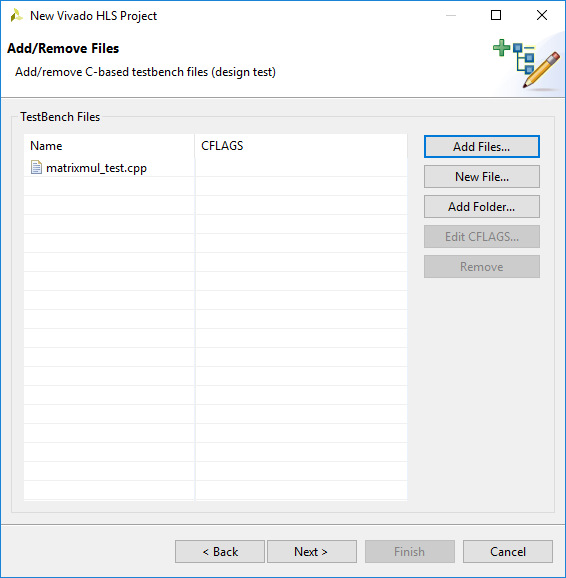 New Vivado HLS Project
Add/Remove Files
Add/remove C-based testbench files (design test)
TestBench Files
Name CFLAGS
matrixmul_test.cpp
Add Files...
New File...
Add Folder...
Edit CFLAGS...
Remove
< Back Next > Finish Cancel